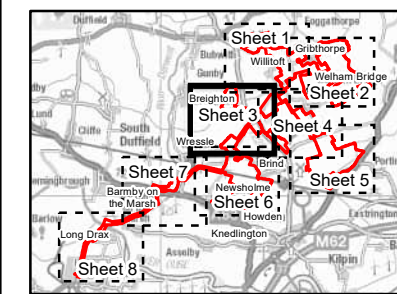 Duffield
Foggathorpe
Sheet 1
Gribthorpe
Bubwith
Willitoft
Gunby
Welham Bridge
Breighton
Sheet 2
Sheet 3
Cliffe
South
Duffield
Sheet 4
Wressle
Sheet 7
Brind
Sheet 5
Barmby on
the Marsh
Newsholme
Sheet 6
Howden
Eastrington
Long Drax
Knedlington
M62
Asselby
Kilpin
Sheet 8